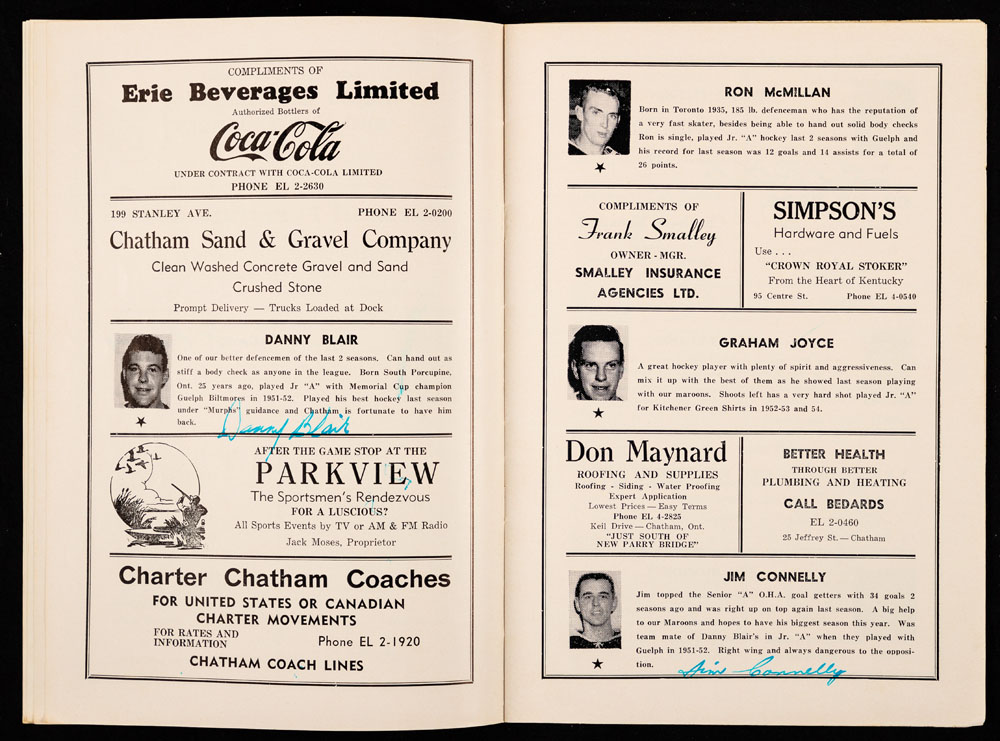 COMPLIMENTS OF
Erie Beverages Limited
Authorized Bottlers of
Coca-Cola
UNDER CONTRACT WITH COCA-COLA LIMITED
PHONE EL 2-2630
199 STANLEY AVE. PHONE EL 2-0200
Chatham Sand & Gravel Company
Clean Washed Concrete Gravel and Sand
Crushed Stone
Prompt Delivery — Trucks Loaded at Dock
DANNY BLAIR
One of our better defencemen of the last 2 seasons. Can hand out as
stiff a body check as anyone in the league. Born South Porcupine,
Ont. 25 years ago, played Jr "A" with Memorial Cup champion
Guelph Biltmores in 1951-52. Played his best hockey last season
under "Murphs" guidance and Chatham is fortunate to have him
back.
Danny Blair
AFTER THE GAME STOP AT THE
PARKVIEW
The Sportsmen's Rendezvous
FOR A LUSCIOUS?
All Sports Events by TV or AM & FM Radio
Jack Moses, Proprietor
Charter Chatham Coaches
FOR UNITED STATES OR CANADIAN
CHARTER MOVEMENTS
FOR RATES AND
INFORMATION
Phone EL 2-1920
CHATHAM COACH LINES
RON McMILLAN
Born in Toronto 1935, 185 lb. defenceman who has the reputation of
a very fast skater, besides being able to hand out solid body checks
Ron is single, played Jr. "A" hockey last 2 seasons with Guelph and
his record for last season was 12 goals and 14 assists for a total of
26 points.
COMPLIMENTS OF
Frank Smalley
OWNER - MGR.
SMALLEY INSURANCE
AGENCIES LTD.
SIMPSON'S
Hardware and Fuels
Use . . .
"CROWN ROYAL STOKER"
From the Heart of Kentucky
95 Centre St. Phone EL 4-0540
GRAHAM JOYCE
A great hockey player with plenty of spirit and aggressiveness. Can
mix it up with the best of them as he showed last season playing
with our maroons. Shoots left has a very hard shot played Jr. "A"
for Kitchener Green Shirts in 1952-53 and 54.
Don Maynard
ROOFING AND SUPPLIES
Roofing - Siding - Water Proofing
Expert Application
Lowest Prices — Easy Terms
Phone EL 4-2825
Keil Drive — Chatham, Ont.
"JUST SOUTH OF
NEW PARRY BRIDGE"
BETTER HEALTH
THROUGH BETTER
PLUMBING AND HEATING
CALL BEDARDS
EL 2-0460
25 Jeffrey St. — Chatham
JIM CONNELLY
Jim topped the Senior "A" O.H.A. goal getters with 34 goals 2
seasons ago and was right up on top again last season. A big help
to our Maroons and hopes to have his biggest season this year. Was
team mate of Danny Blair's in Jr. "A" when they played with
Guelph in 1951-52. Right wing and always dangerous to the opposi-
tion.
Jim Connelly